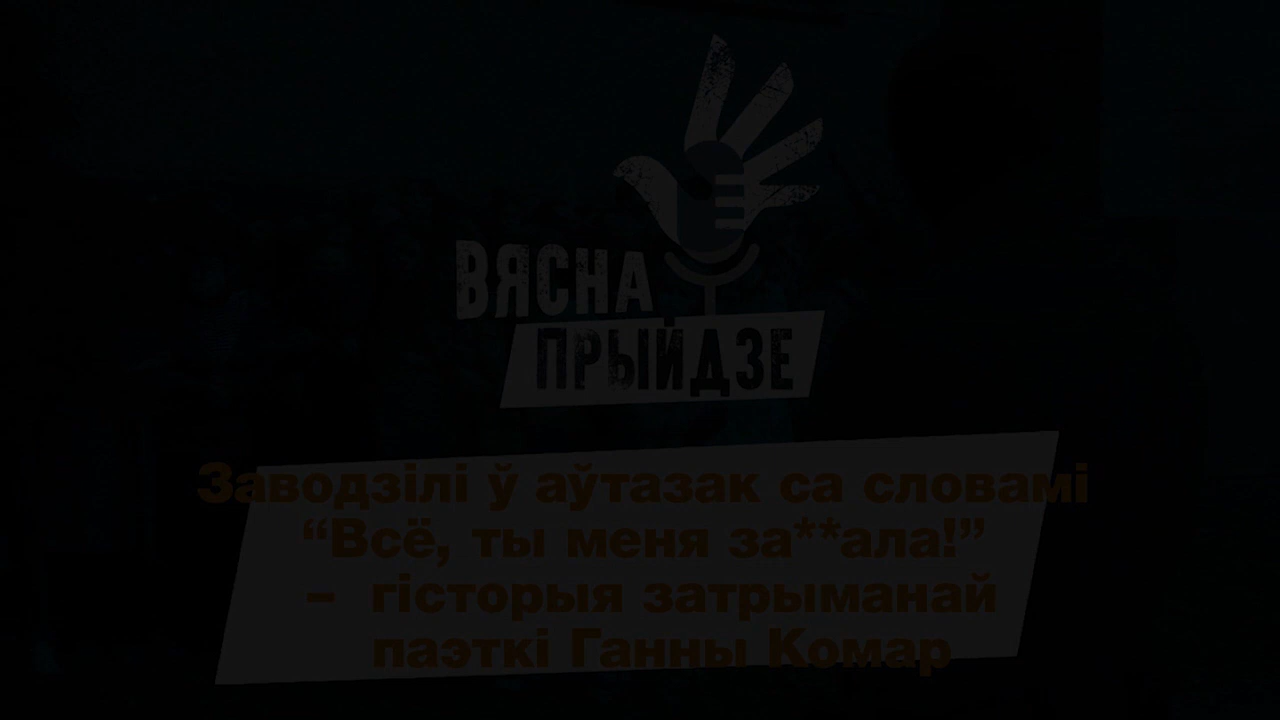 ВЯСНА
ПРЫЙДЗЕ
Заводзілі ў аўтазак са словамі
“Всё, ты меня за**ала!”
– гісторыя затрыманай
паэткі Ганны Комар